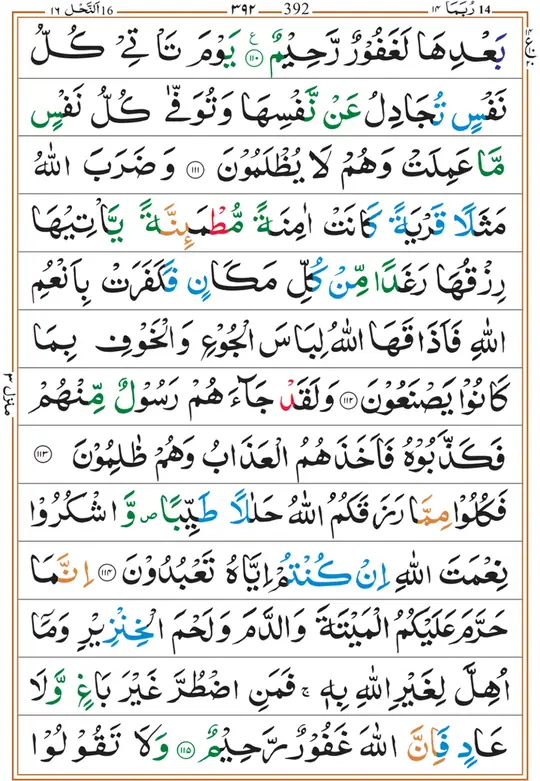 16 اَلنَّحْل ١٦ 392 ٣٩٢ 14 رُبَمَا ١٤
بَعْدِهَا لَغَفُوْرٌ رَّحِيْمٌ ۧ ﴿١١٠﴾ يَوْمَ تَاْتِيْ كُلُّ
نَفْسٍ تُجَادِلُ عَنْ نَّفْسِهَا وَتُوَفّٰى كُلُّ نَفْسٍ
مَّا عَمِلَتْ وَهُمْ لَا يُظْلَمُوْنَ ﴿١١١﴾ وَضَرَبَ اللّٰهُ
مَثَلًا قَرْيَةً كَانَتْ اٰمِنَةً مُّطْمَئِنَّةً يَّاْتِيْهَا
رِزْقُهَا رَغَدًا مِّنْ كُلِّ مَكَانٍ فَكَفَرَتْ بِاَنْعُمِ
اللّٰهِ فَاَذَاقَهَا اللّٰهُ لِبَاسَ الْجُوْعِ وَالْخَوْفِ بِمَا
كَانُوْا يَصْنَعُوْنَ ﴿١١٢﴾ وَلَقَدْ جَآءَهُمْ رَسُوْلٌ مِّنْهُمْ
فَكَذَّبُوْهُ فَاَخَذَهُمُ الْعَذَابُ وَهُمْ ظٰلِمُوْنَ ﴿١١٣﴾
فَكُلُوْا مِمَّا رَزَقَكُمُ اللّٰهُ حَلٰلًا طَيِّبًا ص وَّاشْكُرُوْا
نِعْمَتَ اللّٰهِ اِنْ كُنْتُمْ اِيَّاهُ تَعْبُدُوْنَ ﴿١١٤﴾ اِنَّمَا
حَرَّمَ عَلَيْكُمُ الْمَيْتَةَ وَالدَّمَ وَلَحْمَ الْخِنْزِيْرِ وَمَآ
اُهِلَّ لِغَيْرِ اللّٰهِ بِهٖ ۚ فَمَنِ اضْطُرَّ غَيْرَ بَاغٍ وَّلَا
عَادٍ فَاِنَّ اللّٰهَ غَفُوْرٌ رَّحِيْمٌ ﴿١١٥﴾ وَلَا تَقُوْلُوْا
منزل ٣